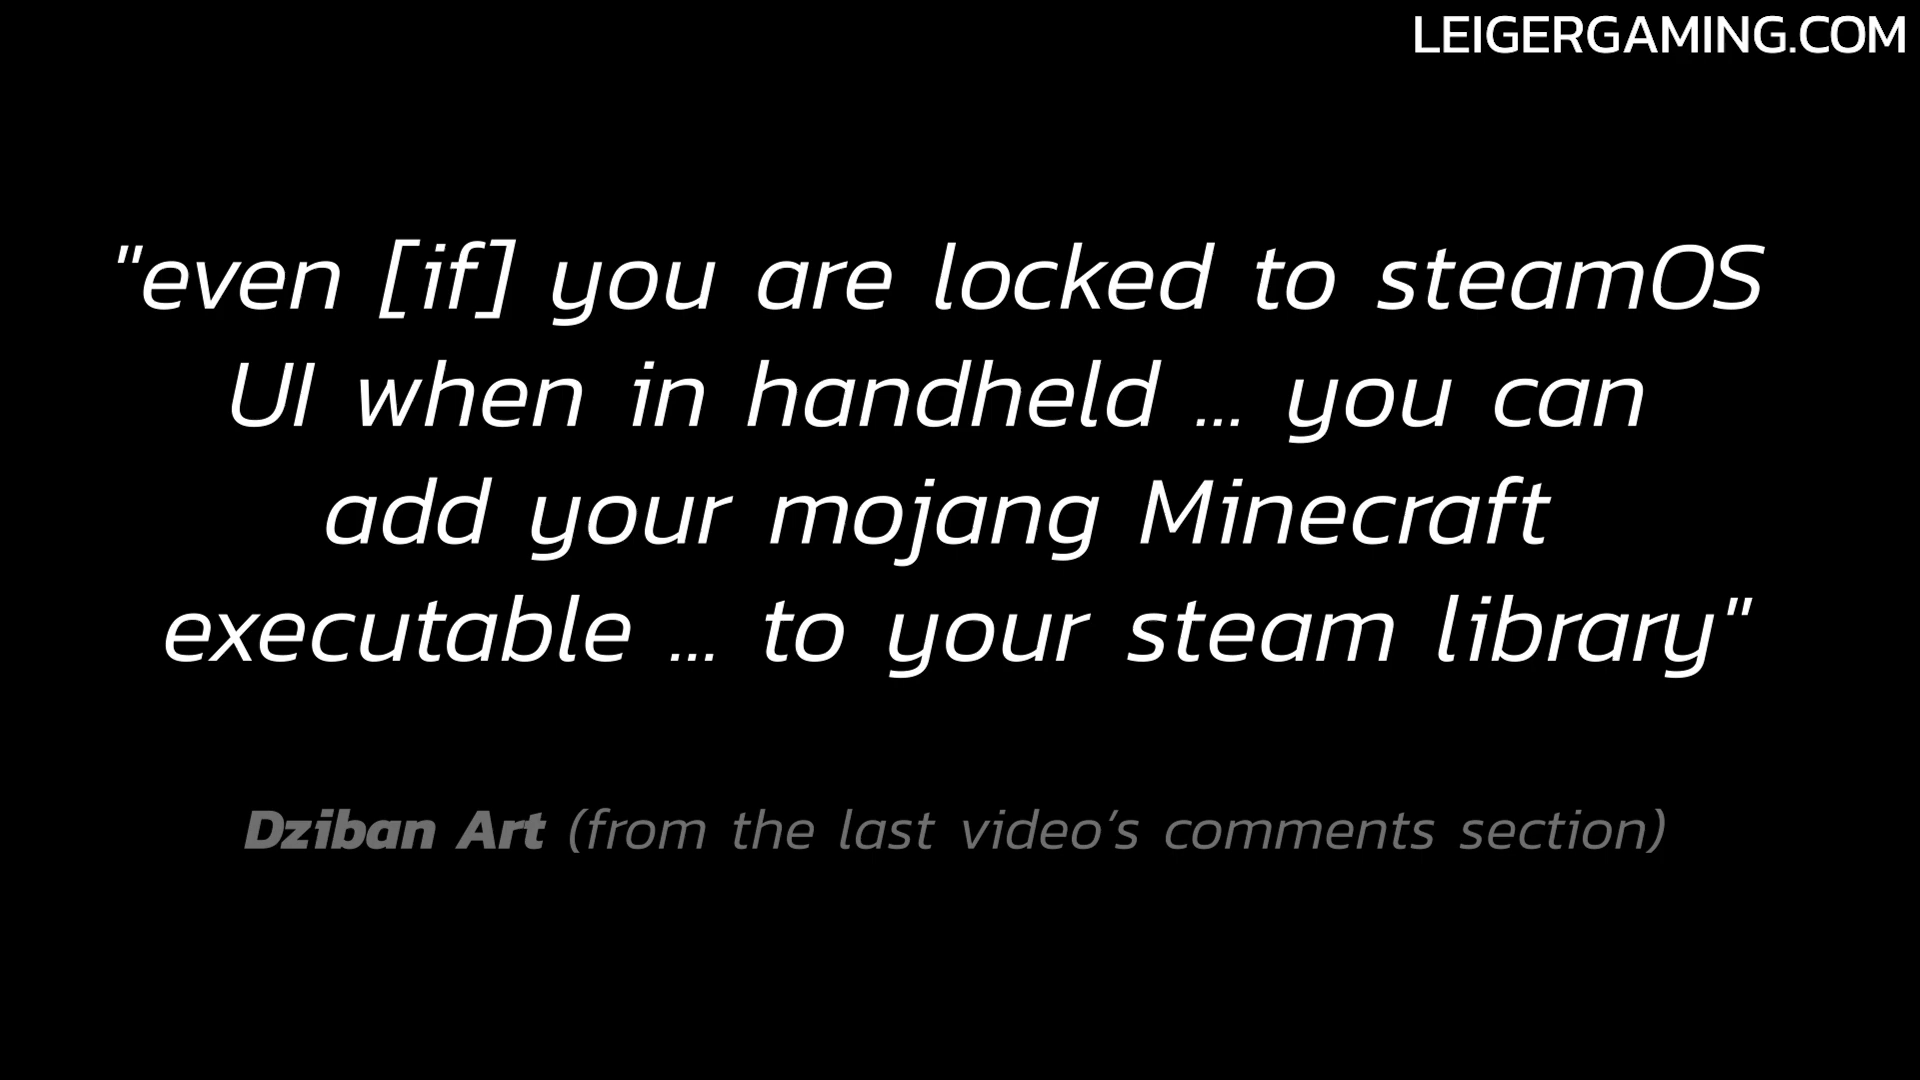 LEIGERGAMING.COM
"even [if] you are locked to steamOS
UI when in handheld ... you can
add your mojang Minecraft
executable ... to your steam library"
Dziban Art (from the last video’s comments section)